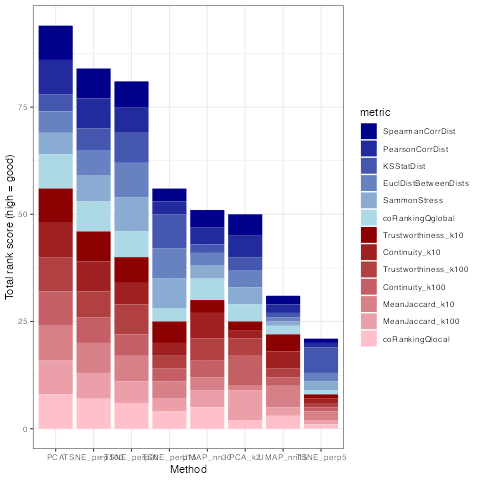 Total rank score (high = good)
75
50
25
0
TSNE_perp5
Method
metric
SpearmanCorrDist
PearsonCorrDist
KSStatDist
EuclDistBetweenDists
SammonStress
coRankingQglobal
Trustworthiness_k10
Continuity_k10
Trustworthiness_k100
Continuity_k100
MeanJaccard_k10
MeanJaccard_k100
coRankingQlocal